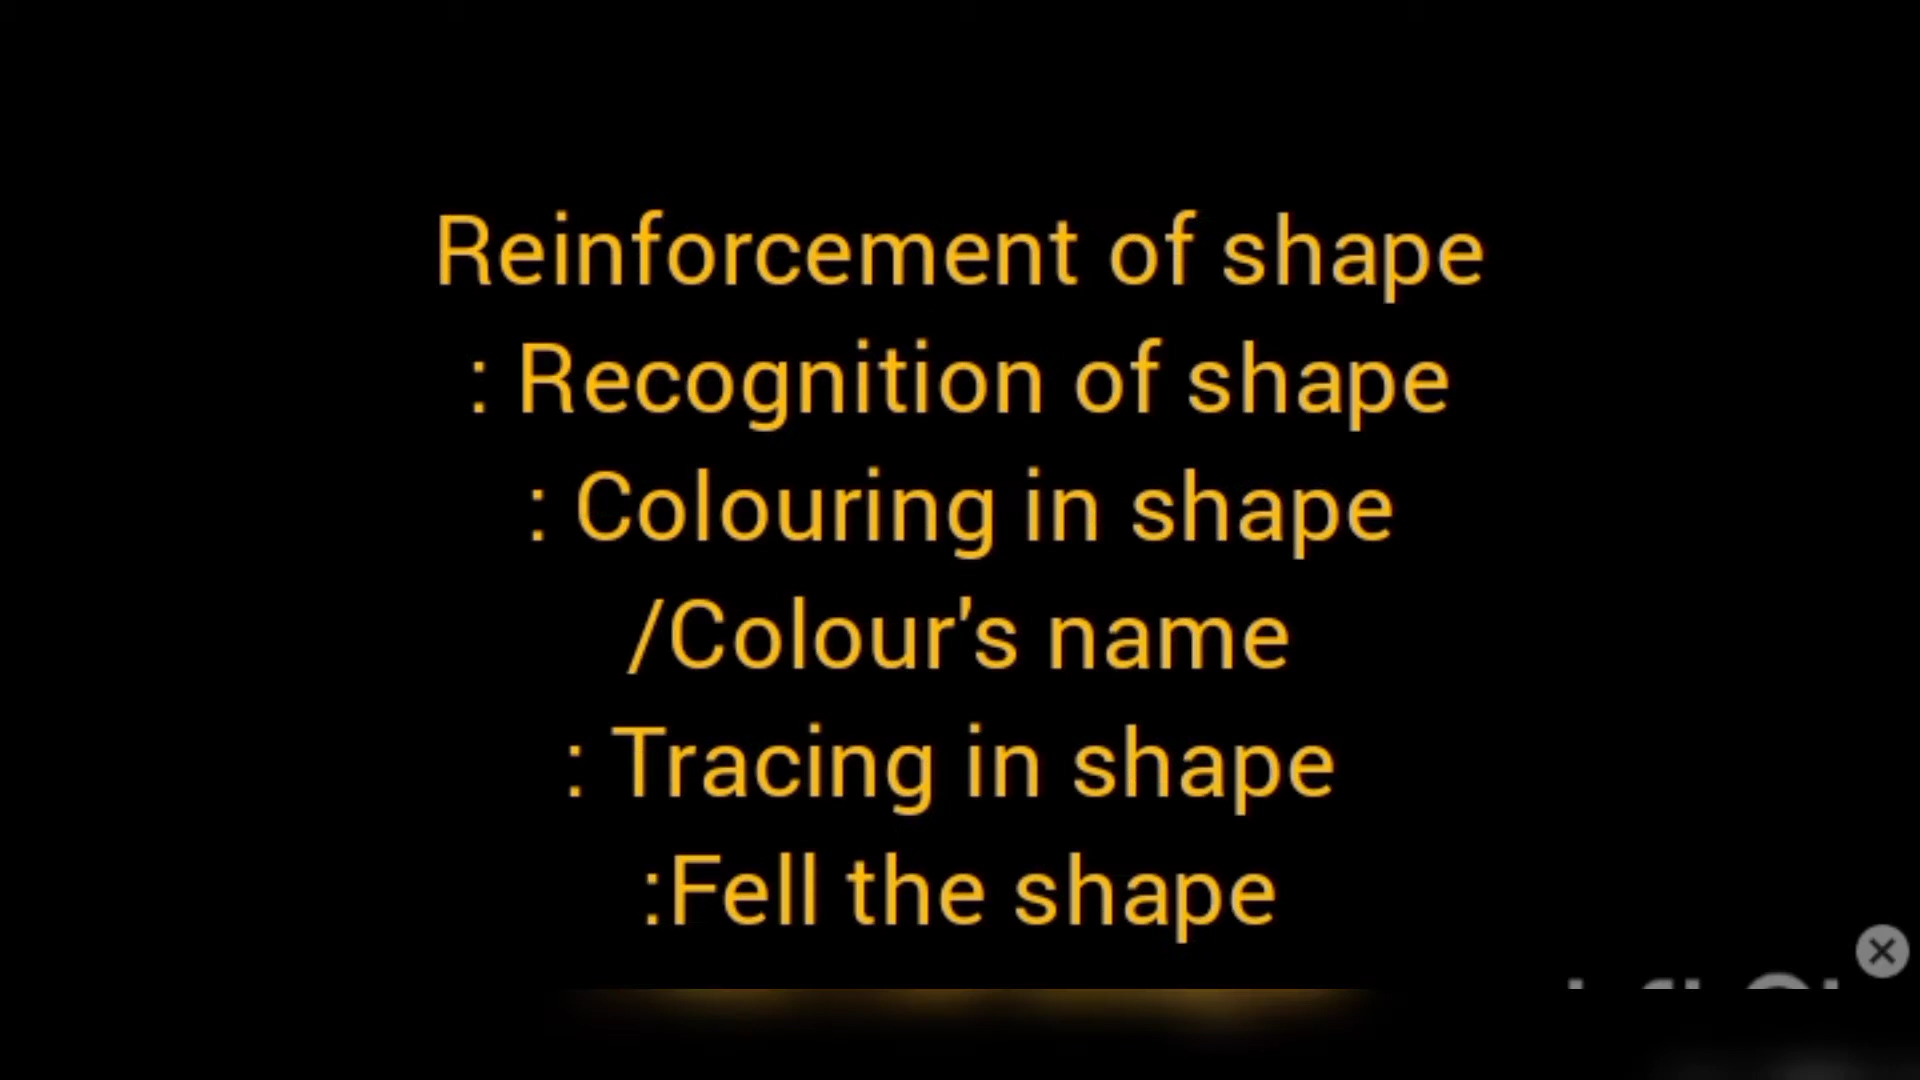 Reinforcement of shape
: Recognition of shape
: Colouring in shape
/Colour's name
: Tracing in shape
:Fell the shape